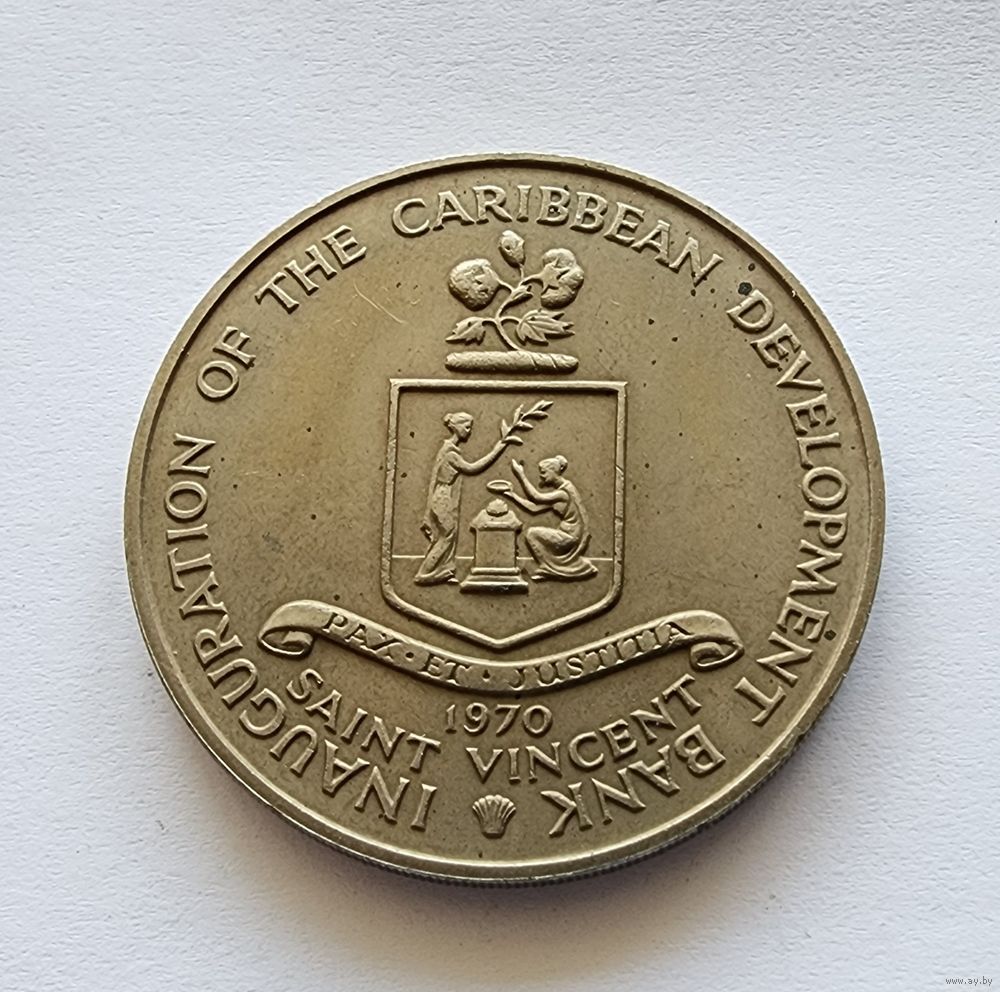 INAUGURATION OF THE CARIBBEAN DEVELOPMENT BANK
PAX · ET · JUSTITIA
1970
SAINT VINCENT
www.ay.by